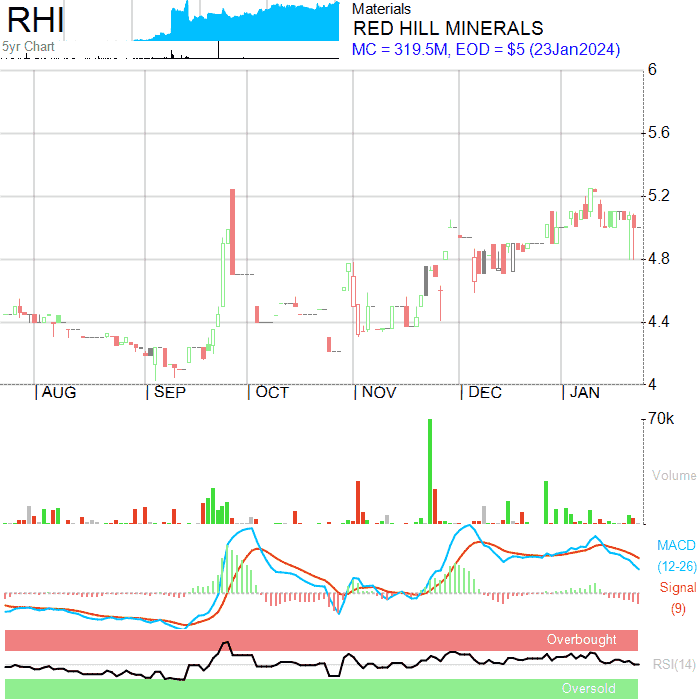 RHI
5yr Chart
Materials
RED HILL MINERALS
MC = 319.5M, EOD = $5 (23Jan2024)
6
5.6
5.2
4.8
4.4
4
AUG SEP OCT NOV DEC JAN
70k
Volume
MACD
(12-26)
Signal
(9)
Overbought
RSI(14)
Oversold